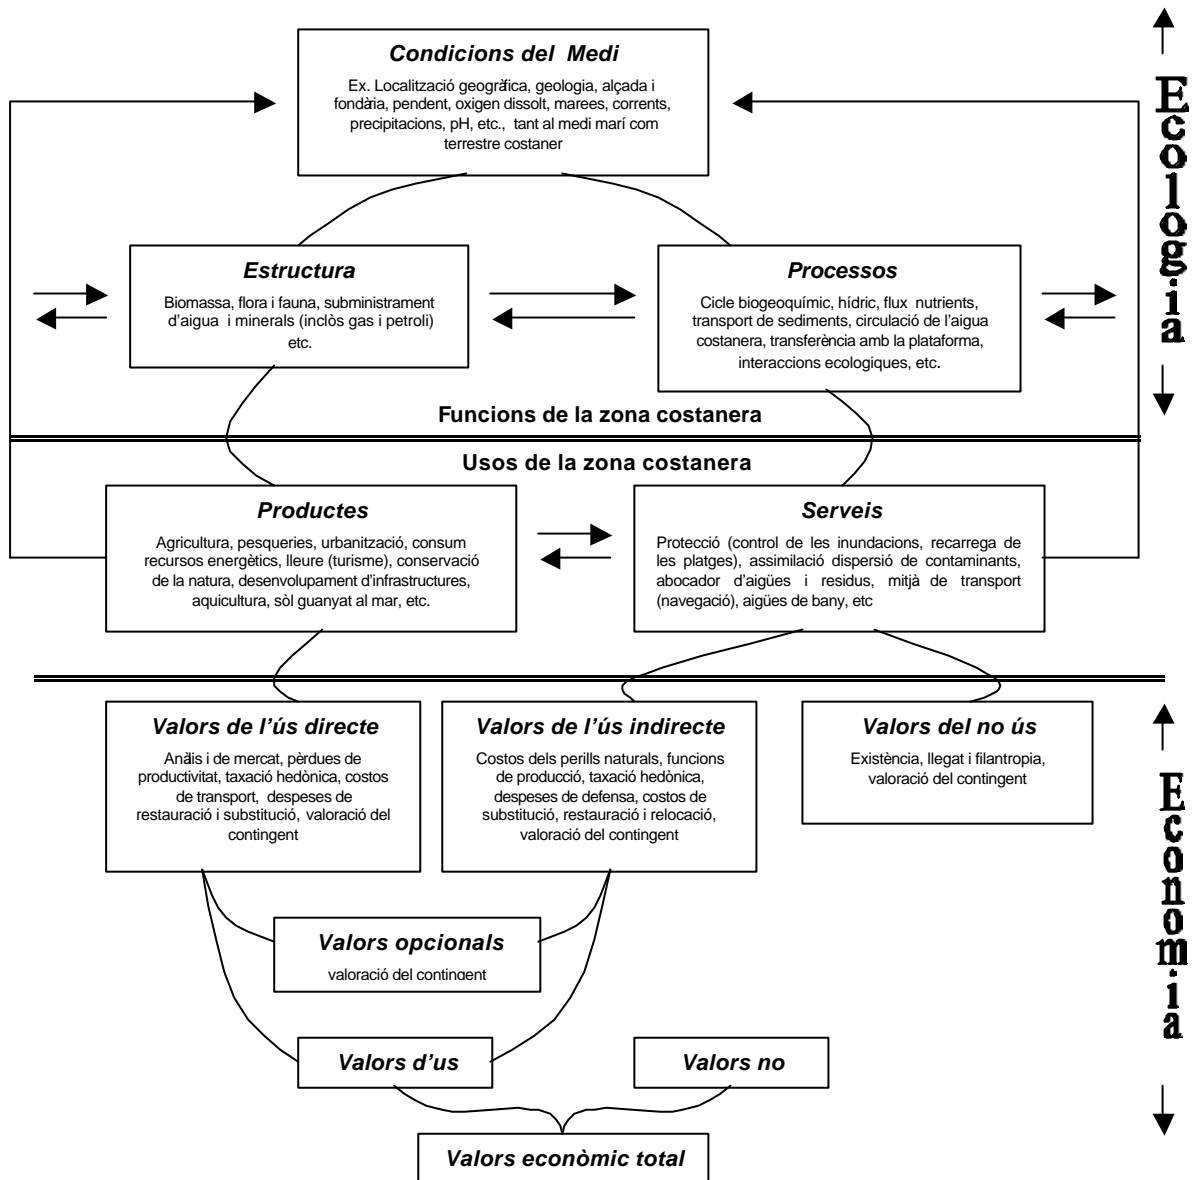 Condicions del Medi
Ex. Localització geogràfica, geologia, alçada i
fondària, pendent, oxigen dissolt, marees, corrents,
precipitacions, pH, etc., tant al medi marí com
terrestre costaner
Ecologia
Estructura
Biomassa, flora i fauna, subministrament
d'aigua i minerals (inclòs gas i petroli)
etc.
Processos
Cicle biogeoquímic, hídric, flux nutrients,
transport de sediments, circulació de l'aigua
costanera, transferència amb la plataforma,
interaccions ecologiques, etc.
Funcions de la zona costanera
Usos de la zona costanera
Productes
Agricultura, pesqueries, urbanització, consum
recursos energètics, lleure (turisme), conservació
de la natura, desenvolupament d'infrastructures,
aquicultura, sòl guanyat al mar, etc.
Serveis
Protecció (control de les inundacions, recarrega de
les platges), assimilació dispersió de contaminants,
abocador d'aigües i residus, mitjà de transport
(navegació), aigües de bany, etc
Valors de l'ús directe
Anàlis i de mercat, pèrdues de
productivitat, taxació hedònica, costos
de transport, despeses de
restauració i substitució, valoració del
contingent
Valors de l'ús indirecte
Costos dels perills naturals, funcions
de producció, taxació hedònica,
despeses de defensa, costos de
substitució, restauració i relocació,
valoració del contingent
Valors del no ús
Existència, llegat i filantropia,
valoració del contingent
Economia
Valors opcionals
valoració del contingent
Valors d'us
Valors no
Valors econòmic total